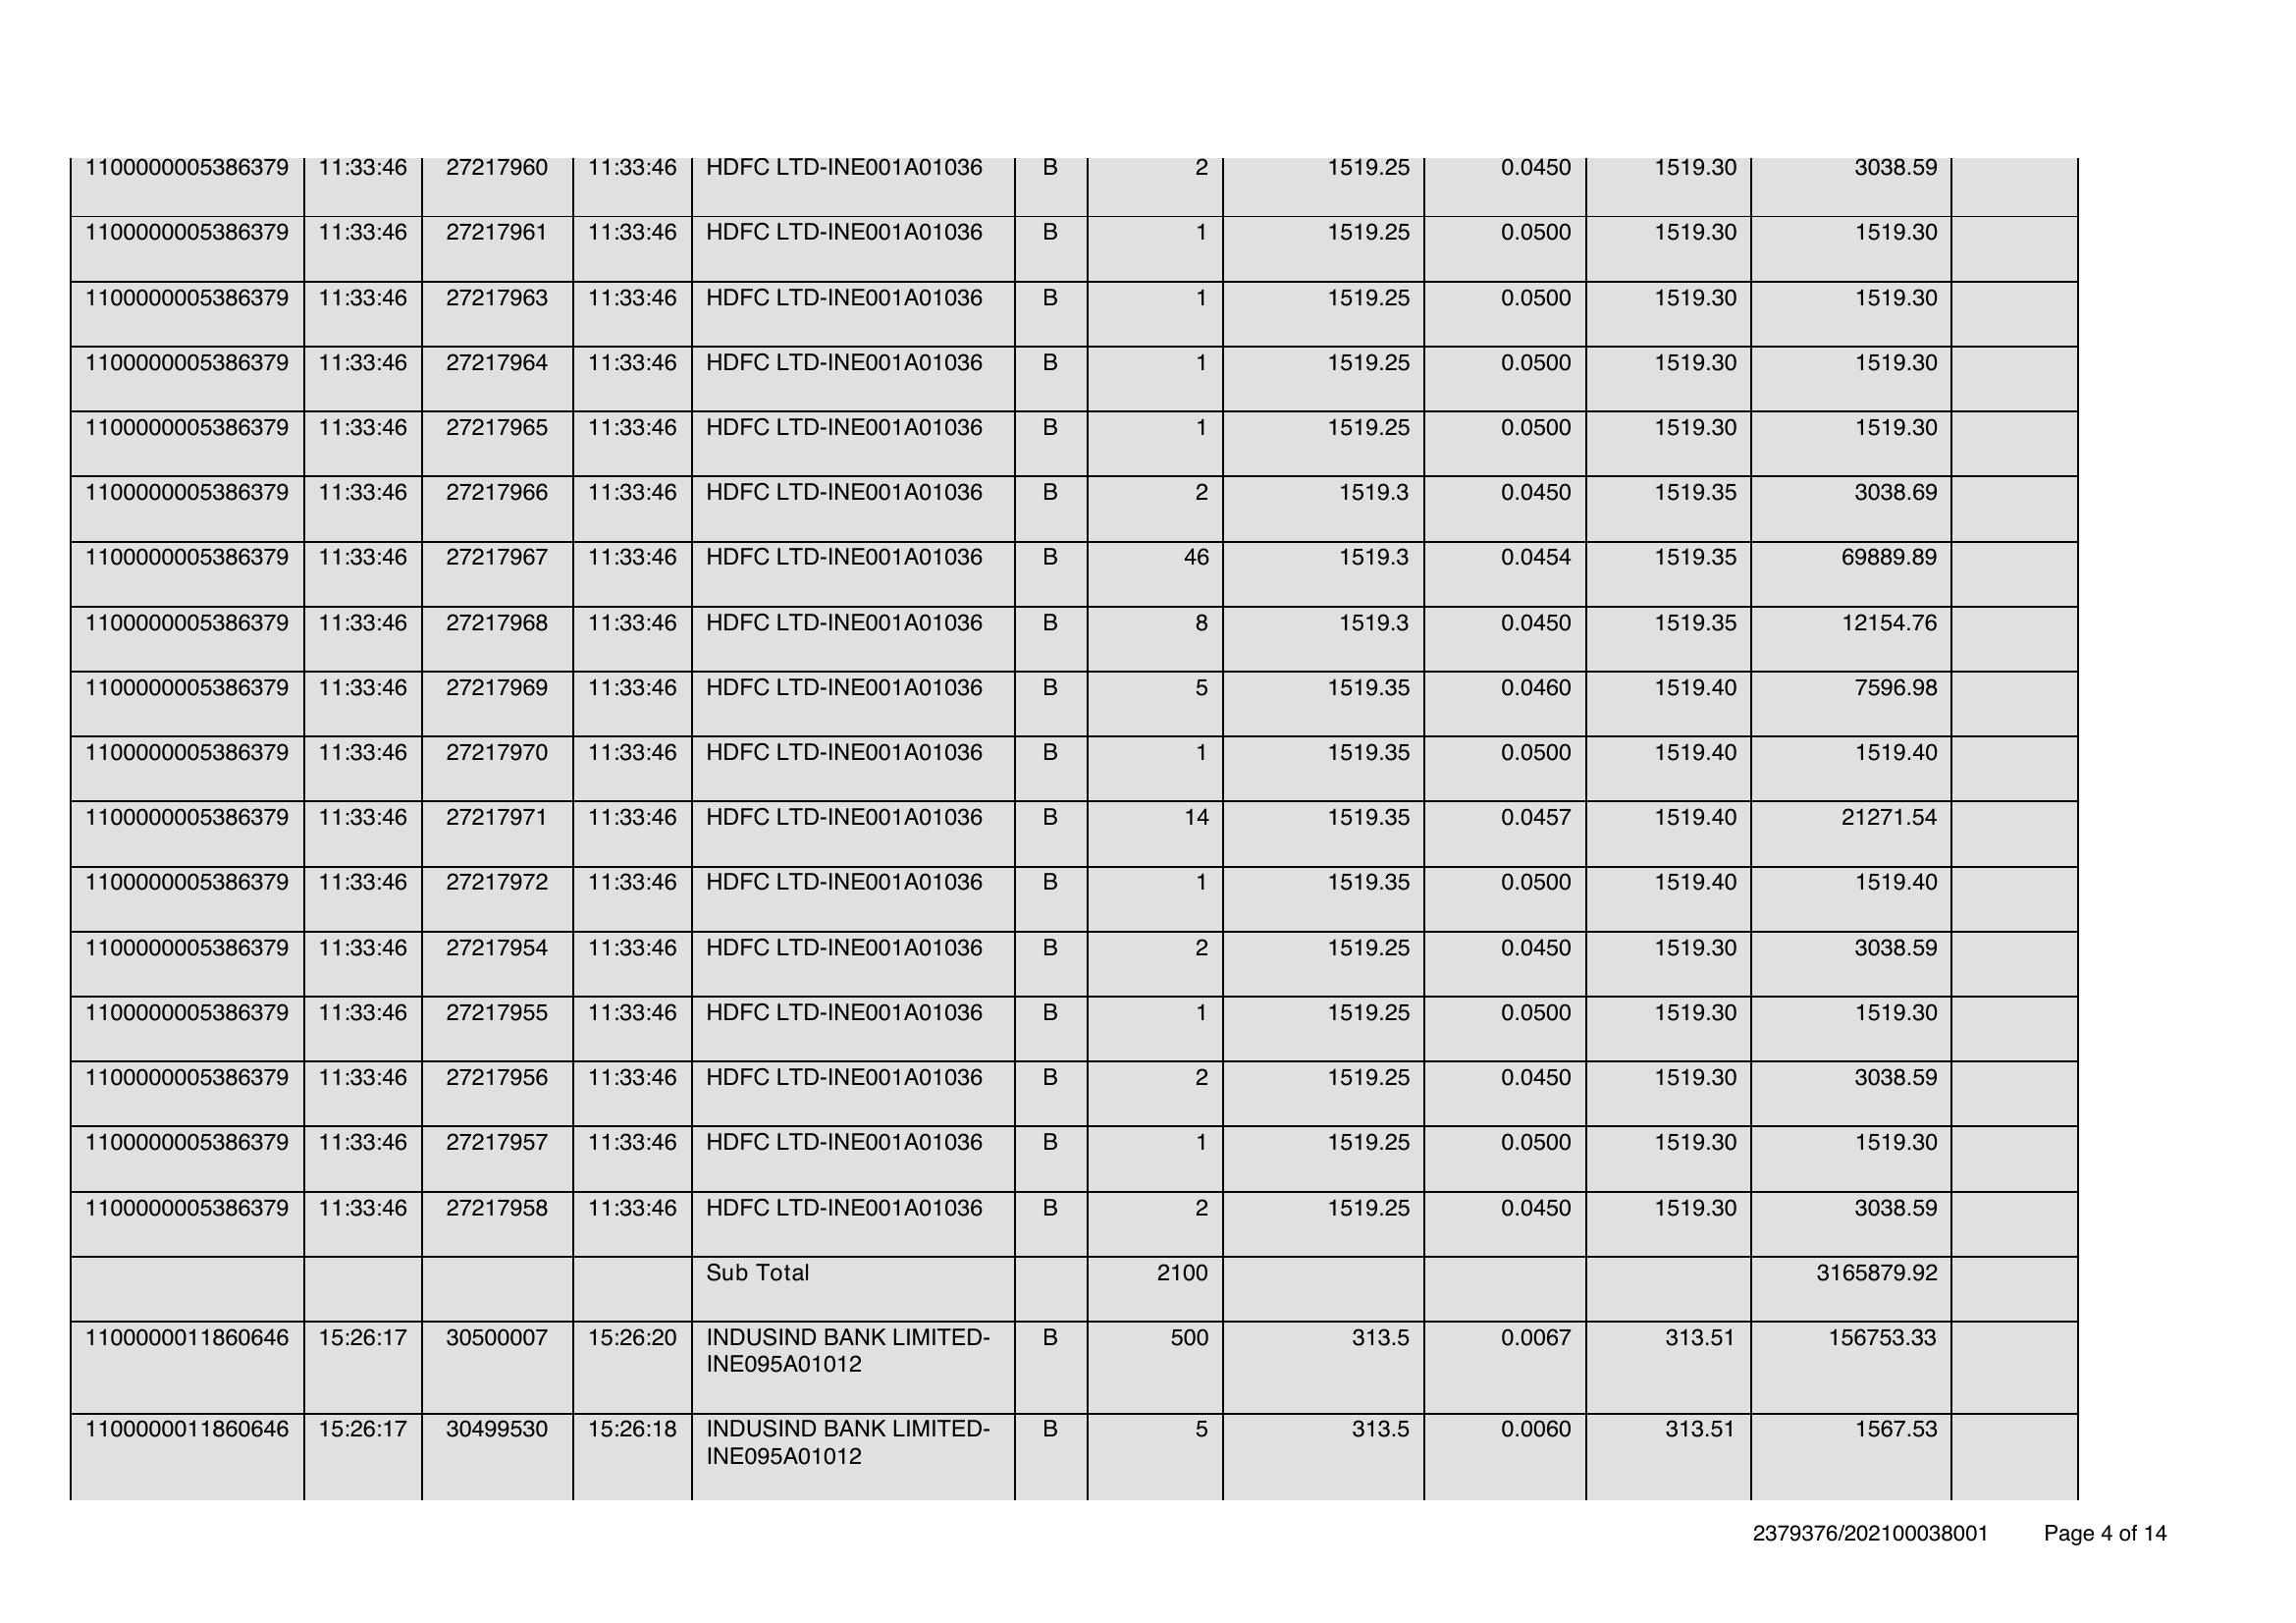 1100000005386379 11:33:46 27217960 11:33:46 HDFC LTD-INE001A01036 B 2 1519.25 0.0450 1519.30 3038.59
1100000005386379 11:33:46 27217961 11:33:46 HDFC LTD-INE001A01036 B 1 1519.25 0.0500 1519.30 1519.30
1100000005386379 11:33:46 27217963 11:33:46 HDFC LTD-INE001A01036 B 1 1519.25 0.0500 1519.30 1519.30
1100000005386379 11:33:46 27217964 11:33:46 HDFC LTD-INE001A01036 B 1 1519.25 0.0500 1519.30 1519.30
1100000005386379 11:33:46 27217965 11:33:46 HDFC LTD-INE001A01036 B 1 1519.25 0.0500 1519.30 1519.30
1100000005386379 11:33:46 27217966 11:33:46 HDFC LTD-INE001A01036 B 2 1519.3 0.0450 1519.35 3038.69
1100000005386379 11:33:46 27217967 11:33:46 HDFC LTD-INE001A01036 B 46 1519.3 0.0454 1519.35 69889.89
1100000005386379 11:33:46 27217968 11:33:46 HDFC LTD-INE001A01036 B 8 1519.3 0.0450 1519.35 12154.76
1100000005386379 11:33:46 27217969 11:33:46 HDFC LTD-INE001A01036 B 5 1519.35 0.0460 1519.40 7596.98
1100000005386379 11:33:46 27217970 11:33:46 HDFC LTD-INE001A01036 B 1 1519.35 0.0500 1519.40 1519.40
1100000005386379 11:33:46 27217971 11:33:46 HDFC LTD-INE001A01036 B 14 1519.35 0.0457 1519.40 21271.54
1100000005386379 11:33:46 27217972 11:33:46 HDFC LTD-INE001A01036 B 1 1519.35 0.0500 1519.40 1519.40
1100000005386379 11:33:46 27217954 11:33:46 HDFC LTD-INE001A01036 B 2 1519.25 0.0450 1519.30 3038.59
1100000005386379 11:33:46 27217955 11:33:46 HDFC LTD-INE001A01036 B 1 1519.25 0.0500 1519.30 1519.30
1100000005386379 11:33:46 27217956 11:33:46 HDFC LTD-INE001A01036 B 2 1519.25 0.0450 1519.30 3038.59
1100000005386379 11:33:46 27217957 11:33:46 HDFC LTD-INE001A01036 B 1 1519.25 0.0500 1519.30 1519.30
1100000005386379 11:33:46 27217958 11:33:46 HDFC LTD-INE001A01036 B 2 1519.25 0.0450 1519.30 3038.59
Sub Total 2100 3165879.92
1100000011860646 15:26:17 30500007 15:26:20 INDUSIND BANK LIMITED- B 500 313.5 0.0067 313.51 156753.33
INE095A01012
1100000011860646 15:26:17 30499530 15:26:18 INDUSIND BANK LIMITED- B 5 313.5 0.0060 313.51 1567.53
INE095A01012
2379376/202100038001 Page 4 of 14